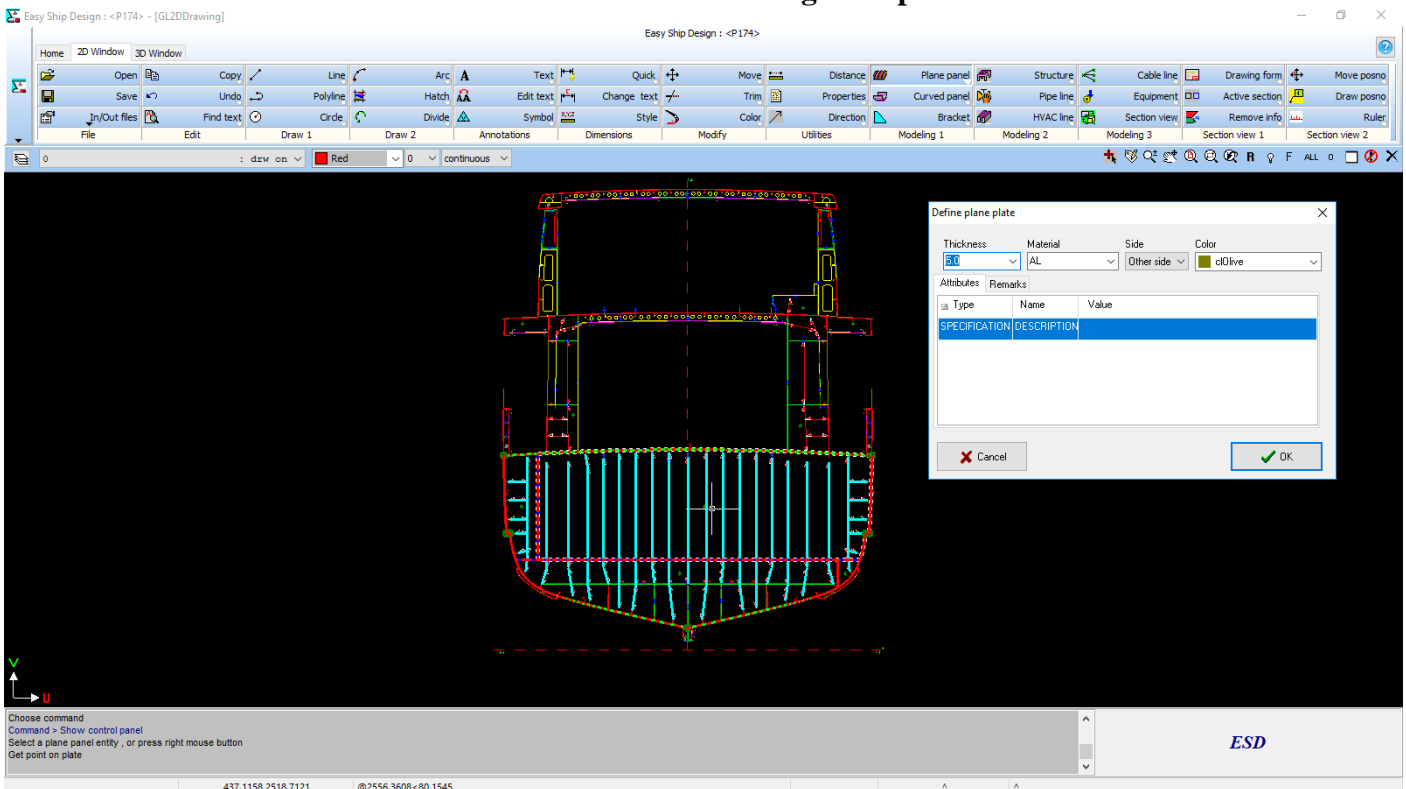 Easy Ship Design : <P174> - [GL2DDrawing]
Easy Ship Design : <P174>
Home 2D Window 3D Window
Open Copy Line Arc A Text Quick Move Distance Plane panel Structure Cable line Drawing form Move posno
Save Undo Polyline Hatch Edit text Change text Trim Properties Curved panel Pipe line Equipment Active section Draw posno
In/Out files Find text Circle Divide Symbol Style Color Direction Bracket HVAC line Section view Remove info Ruler
File Edit Draw 1 Draw 2 Annotations Dimensions Modify Utilities Modeling 1 Modeling 2 Modeling 3 Section view 1 Section view 2
0 : drw on Red 0 continuous R F ALL 0
Define plane plate
Thickness Material Side Color
5.0 AL Other side clOlive
Attributes Remarks
Type Name Value
SPECIFICATION DESCRIPTION
Cancel OK
V
U
Choose command
Command > Show control panel
Select a plane panel entity , or press right mouse button
Get point on plate
ESD
437.1158,2518.7121 @2556.3608<80.1545